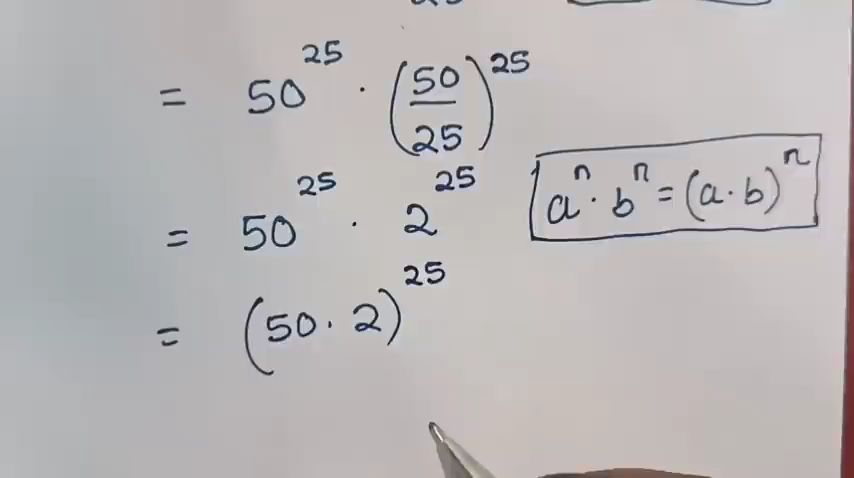 = 50^25 · (50/25)^25
= 50^25 · 2^25
a^n · b^n = (a · b)^n
= (50 · 2)^25